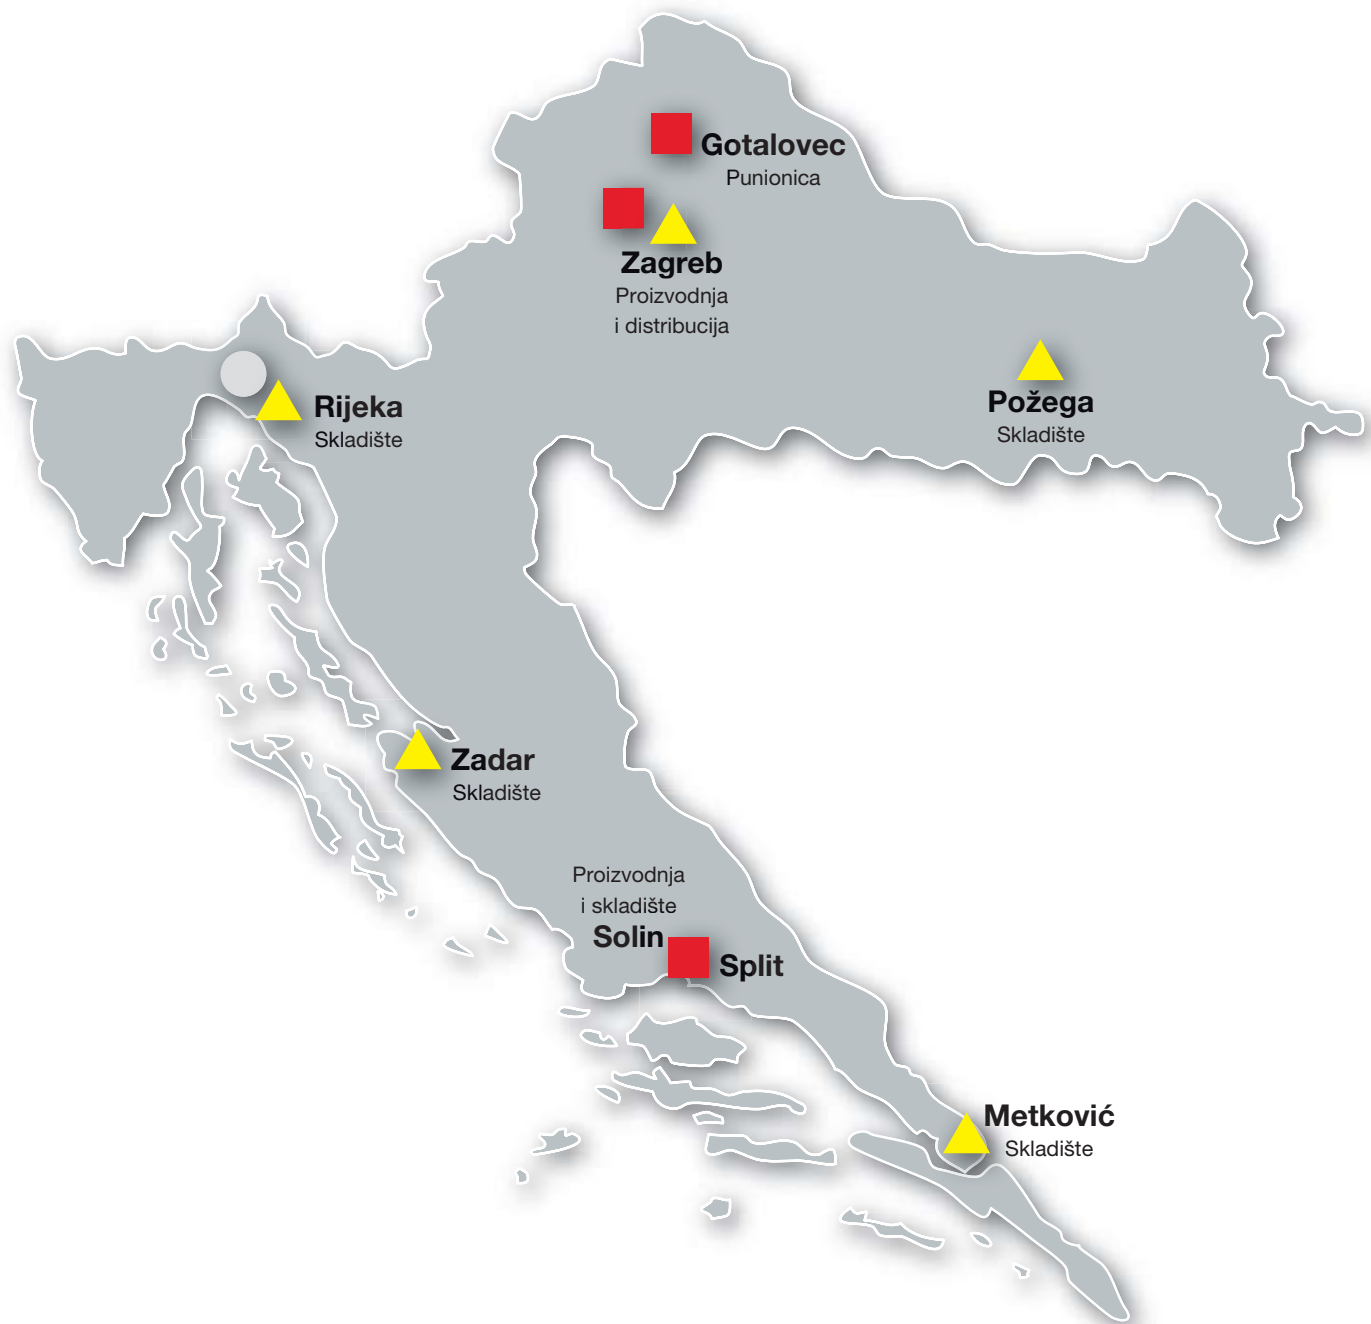 Gotalovec
Punionica
Zagreb
Proizvodnja
i distribucija
Rijeka
Skladište
Požega
Skladište
Zadar
Skladište
Proizvodnja
i skladište
Solin
Split
Metković
Skladište